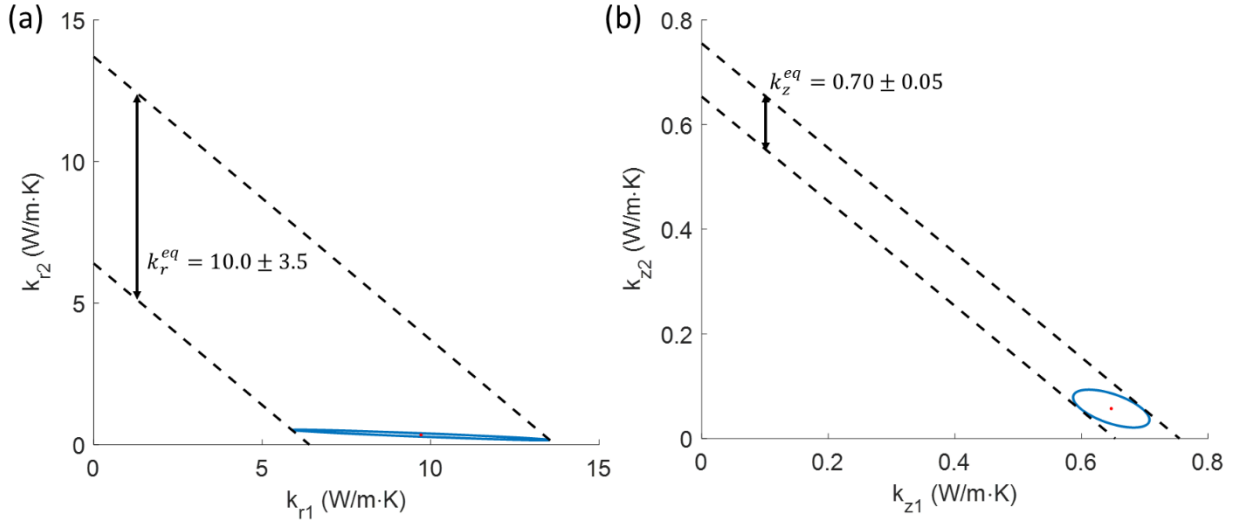 (a)
15
10
5
0
k_r2 (W/m·K)
k_r^eq = 10.0 ± 3.5
0
5
10
15
k_r1 (W/m·K)
(b)
0.8
0.6
0.4
0.2
0
k_z2 (W/m·K)
k_z^eq = 0.70 ± 0.05
0
0.2
0.4
0.6
0.8
k_z1 (W/m·K)